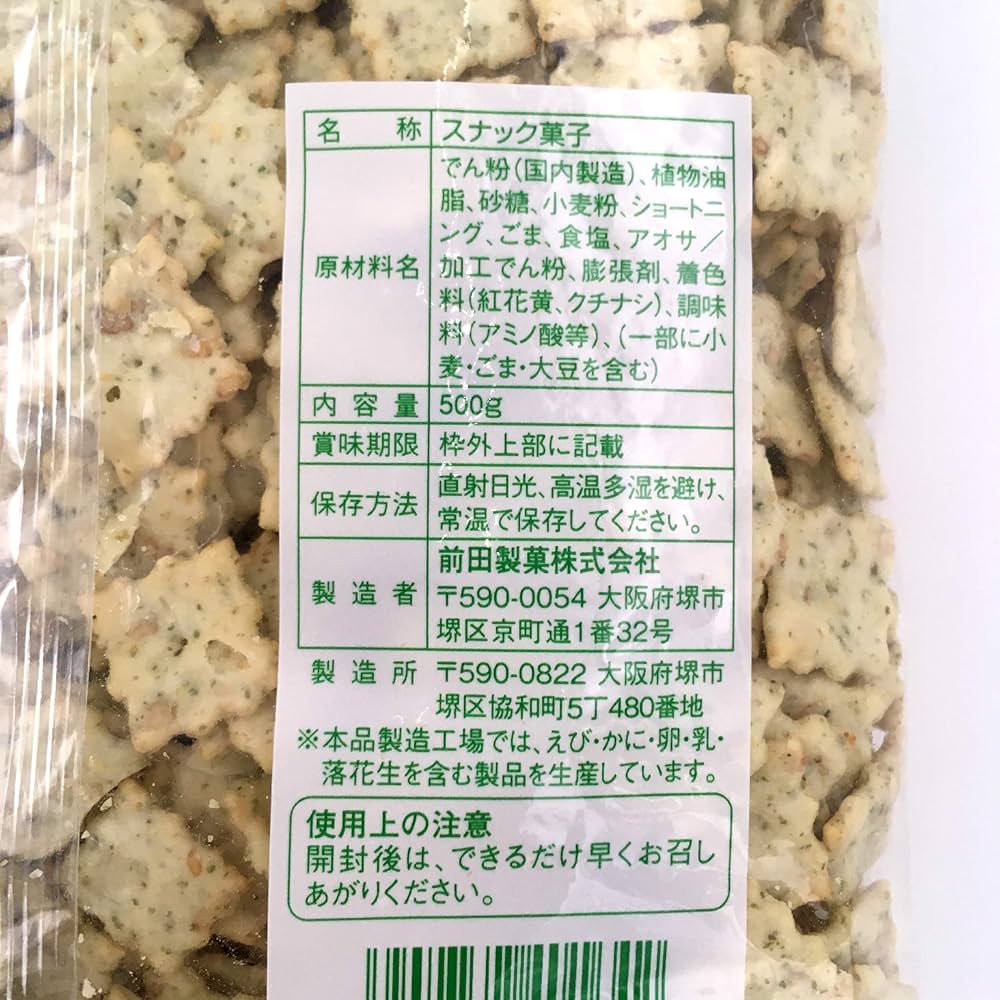 名称 スナック菓子
原材料名 でん粉(国内製造)、植物油
脂、砂糖、小麦粉、ショートニ
ング、ごま、食塩、アオサ/
加工でん粉、膨張剤、着色
料(紅花黄、クチナシ)、調味
料(アミノ酸等)、(一部に小
麦・ごま・大豆を含む)
内容量 500g
賞味期限 枠外上部に記載
保存方法 直射日光、高温多湿を避け、
常温で保存してください。
製造者 前田製菓株式会社
〒590-0054 大阪府堺市
堺区京町通1番32号
製造所 〒590-0822 大阪府堺市
堺区協和町5丁480番地
※本品製造工場では、えび・かに・卵・乳・
落花生を含む製品を生産しています。
使用上の注意
開封後は、できるだけ早くお召し
あがりください。